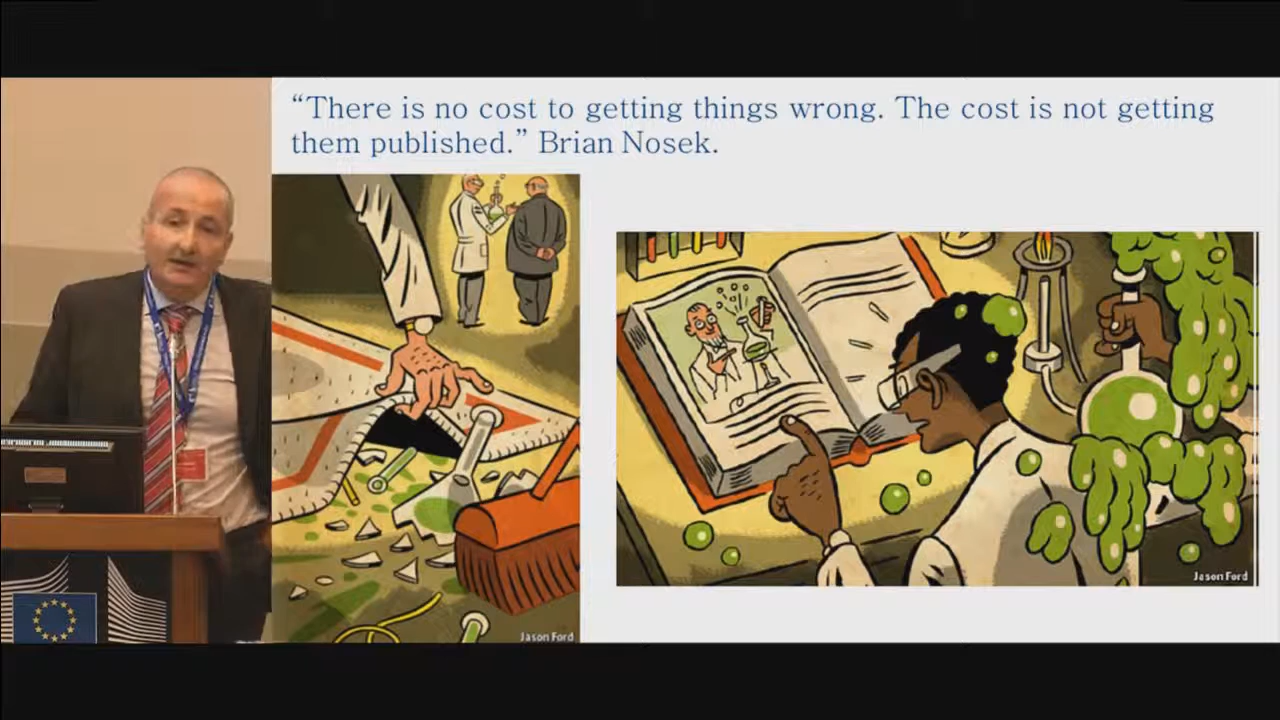 “There is no cost to getting things wrong. The cost is not getting
them published.” Brian Nosek.
Jason Ford
Jason Ford